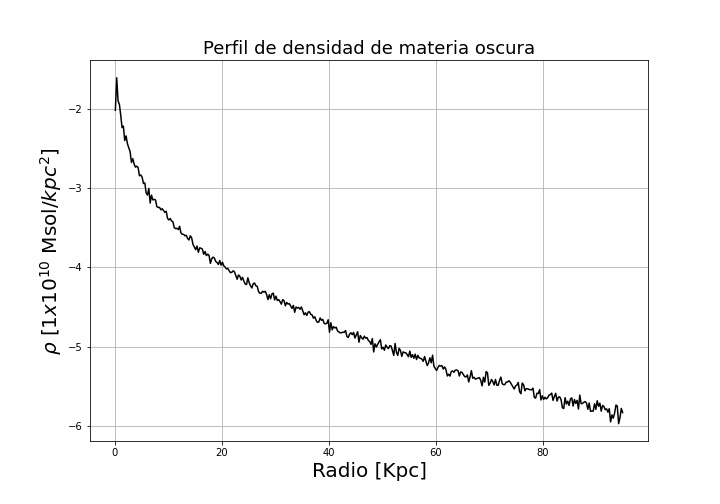 Perfil de densidad de materia oscura
−2
−3
−4
−5
−6
ρ [1x10¹⁰ Msol/kpc²]
0 20 40 60 80
Radio [Kpc]